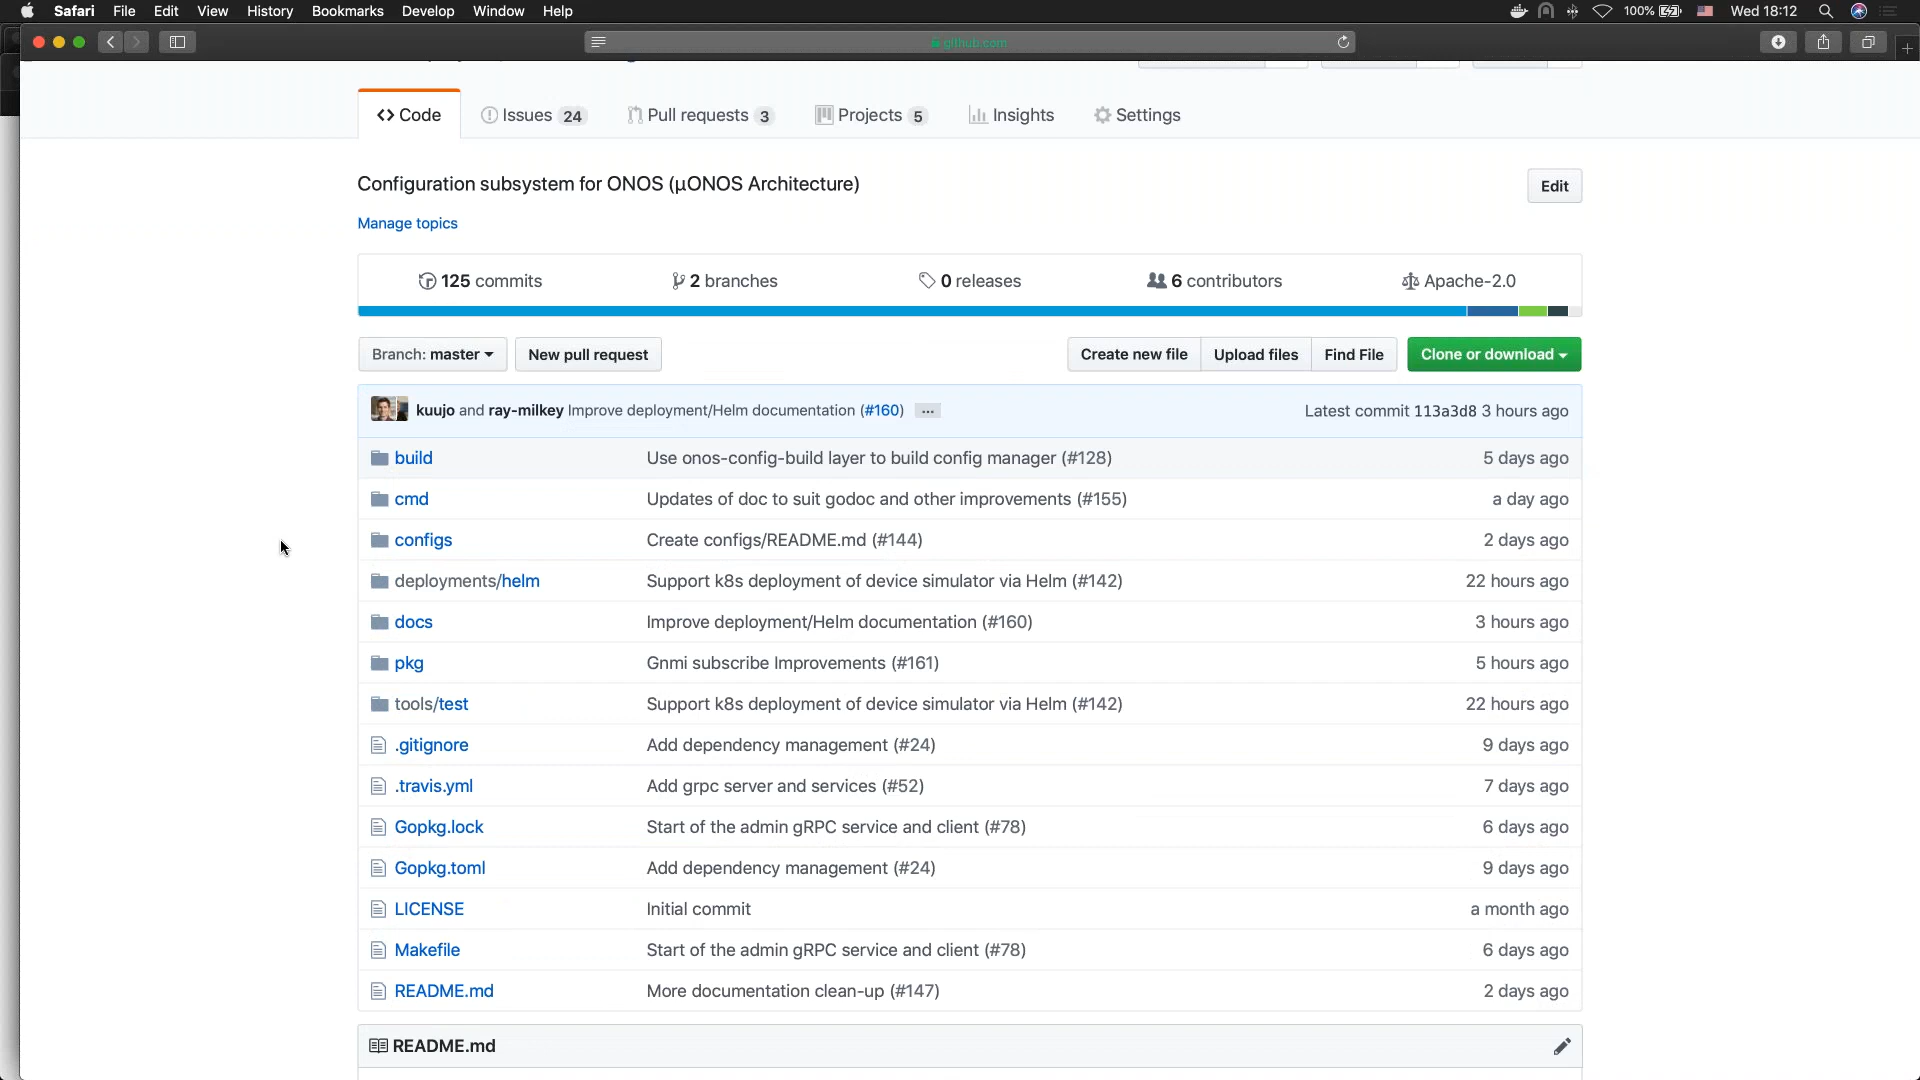 Safari File Edit View History Bookmarks Develop Window Help 100% Wed 18:12
github.com
Code Issues 24 Pull requests 3 Projects 5 Insights Settings
Configuration subsystem for ONOS (µONOS Architecture) Edit
Manage topics
125 commits 2 branches 0 releases 6 contributors Apache-2.0
Branch: master New pull request Create new file Upload files Find File Clone or download
kuujo and ray-milkey Improve deployment/Helm documentation (#160) ... Latest commit 113a3d8 3 hours ago
build Use onos-config-build layer to build config manager (#128) 5 days ago
cmd Updates of doc to suit godoc and other improvements (#155) a day ago
configs Create configs/README.md (#144) 2 days ago
deployments/helm Support k8s deployment of device simulator via Helm (#142) 22 hours ago
docs Improve deployment/Helm documentation (#160) 3 hours ago
pkg Gnmi subscribe Improvements (#161) 5 hours ago
tools/test Support k8s deployment of device simulator via Helm (#142) 22 hours ago
.gitignore Add dependency management (#24) 9 days ago
.travis.yml Add grpc server and services (#52) 7 days ago
Gopkg.lock Start of the admin gRPC service and client (#78) 6 days ago
Gopkg.toml Add dependency management (#24) 9 days ago
LICENSE Initial commit a month ago
Makefile Start of the admin gRPC service and client (#78) 6 days ago
README.md More documentation clean-up (#147) 2 days ago
README.md